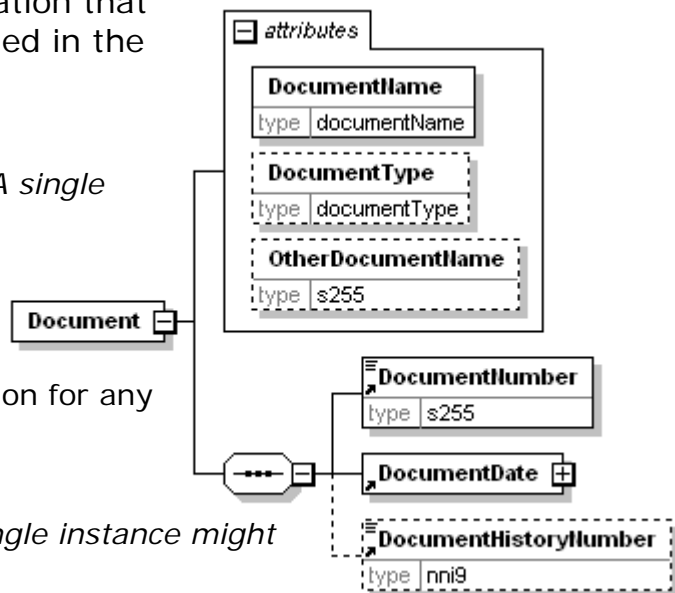 ation that
ed in the
A single
on for any
ngle instance might
attributes
DocumentName
type documentName
DocumentType
type documentType
OtherDocumentName
type s255
Document
DocumentNumber
type s255
DocumentDate
DocumentHistoryNumber
type nni9